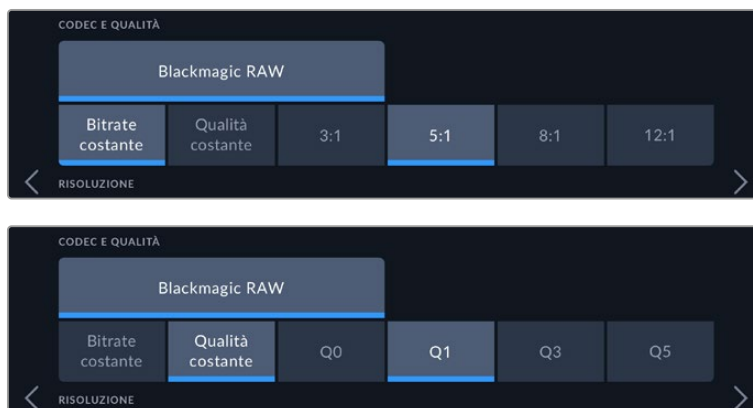 CODEC E QUALITÀ
Blackmagic RAW
Bitrate costante
Qualità costante
3:1
5:1
8:1
12:1
RISOLUZIONE
CODEC E QUALITÀ
Blackmagic RAW
Bitrate costante
Qualità costante
Q0
Q1
Q3
Q5
RISOLUZIONE